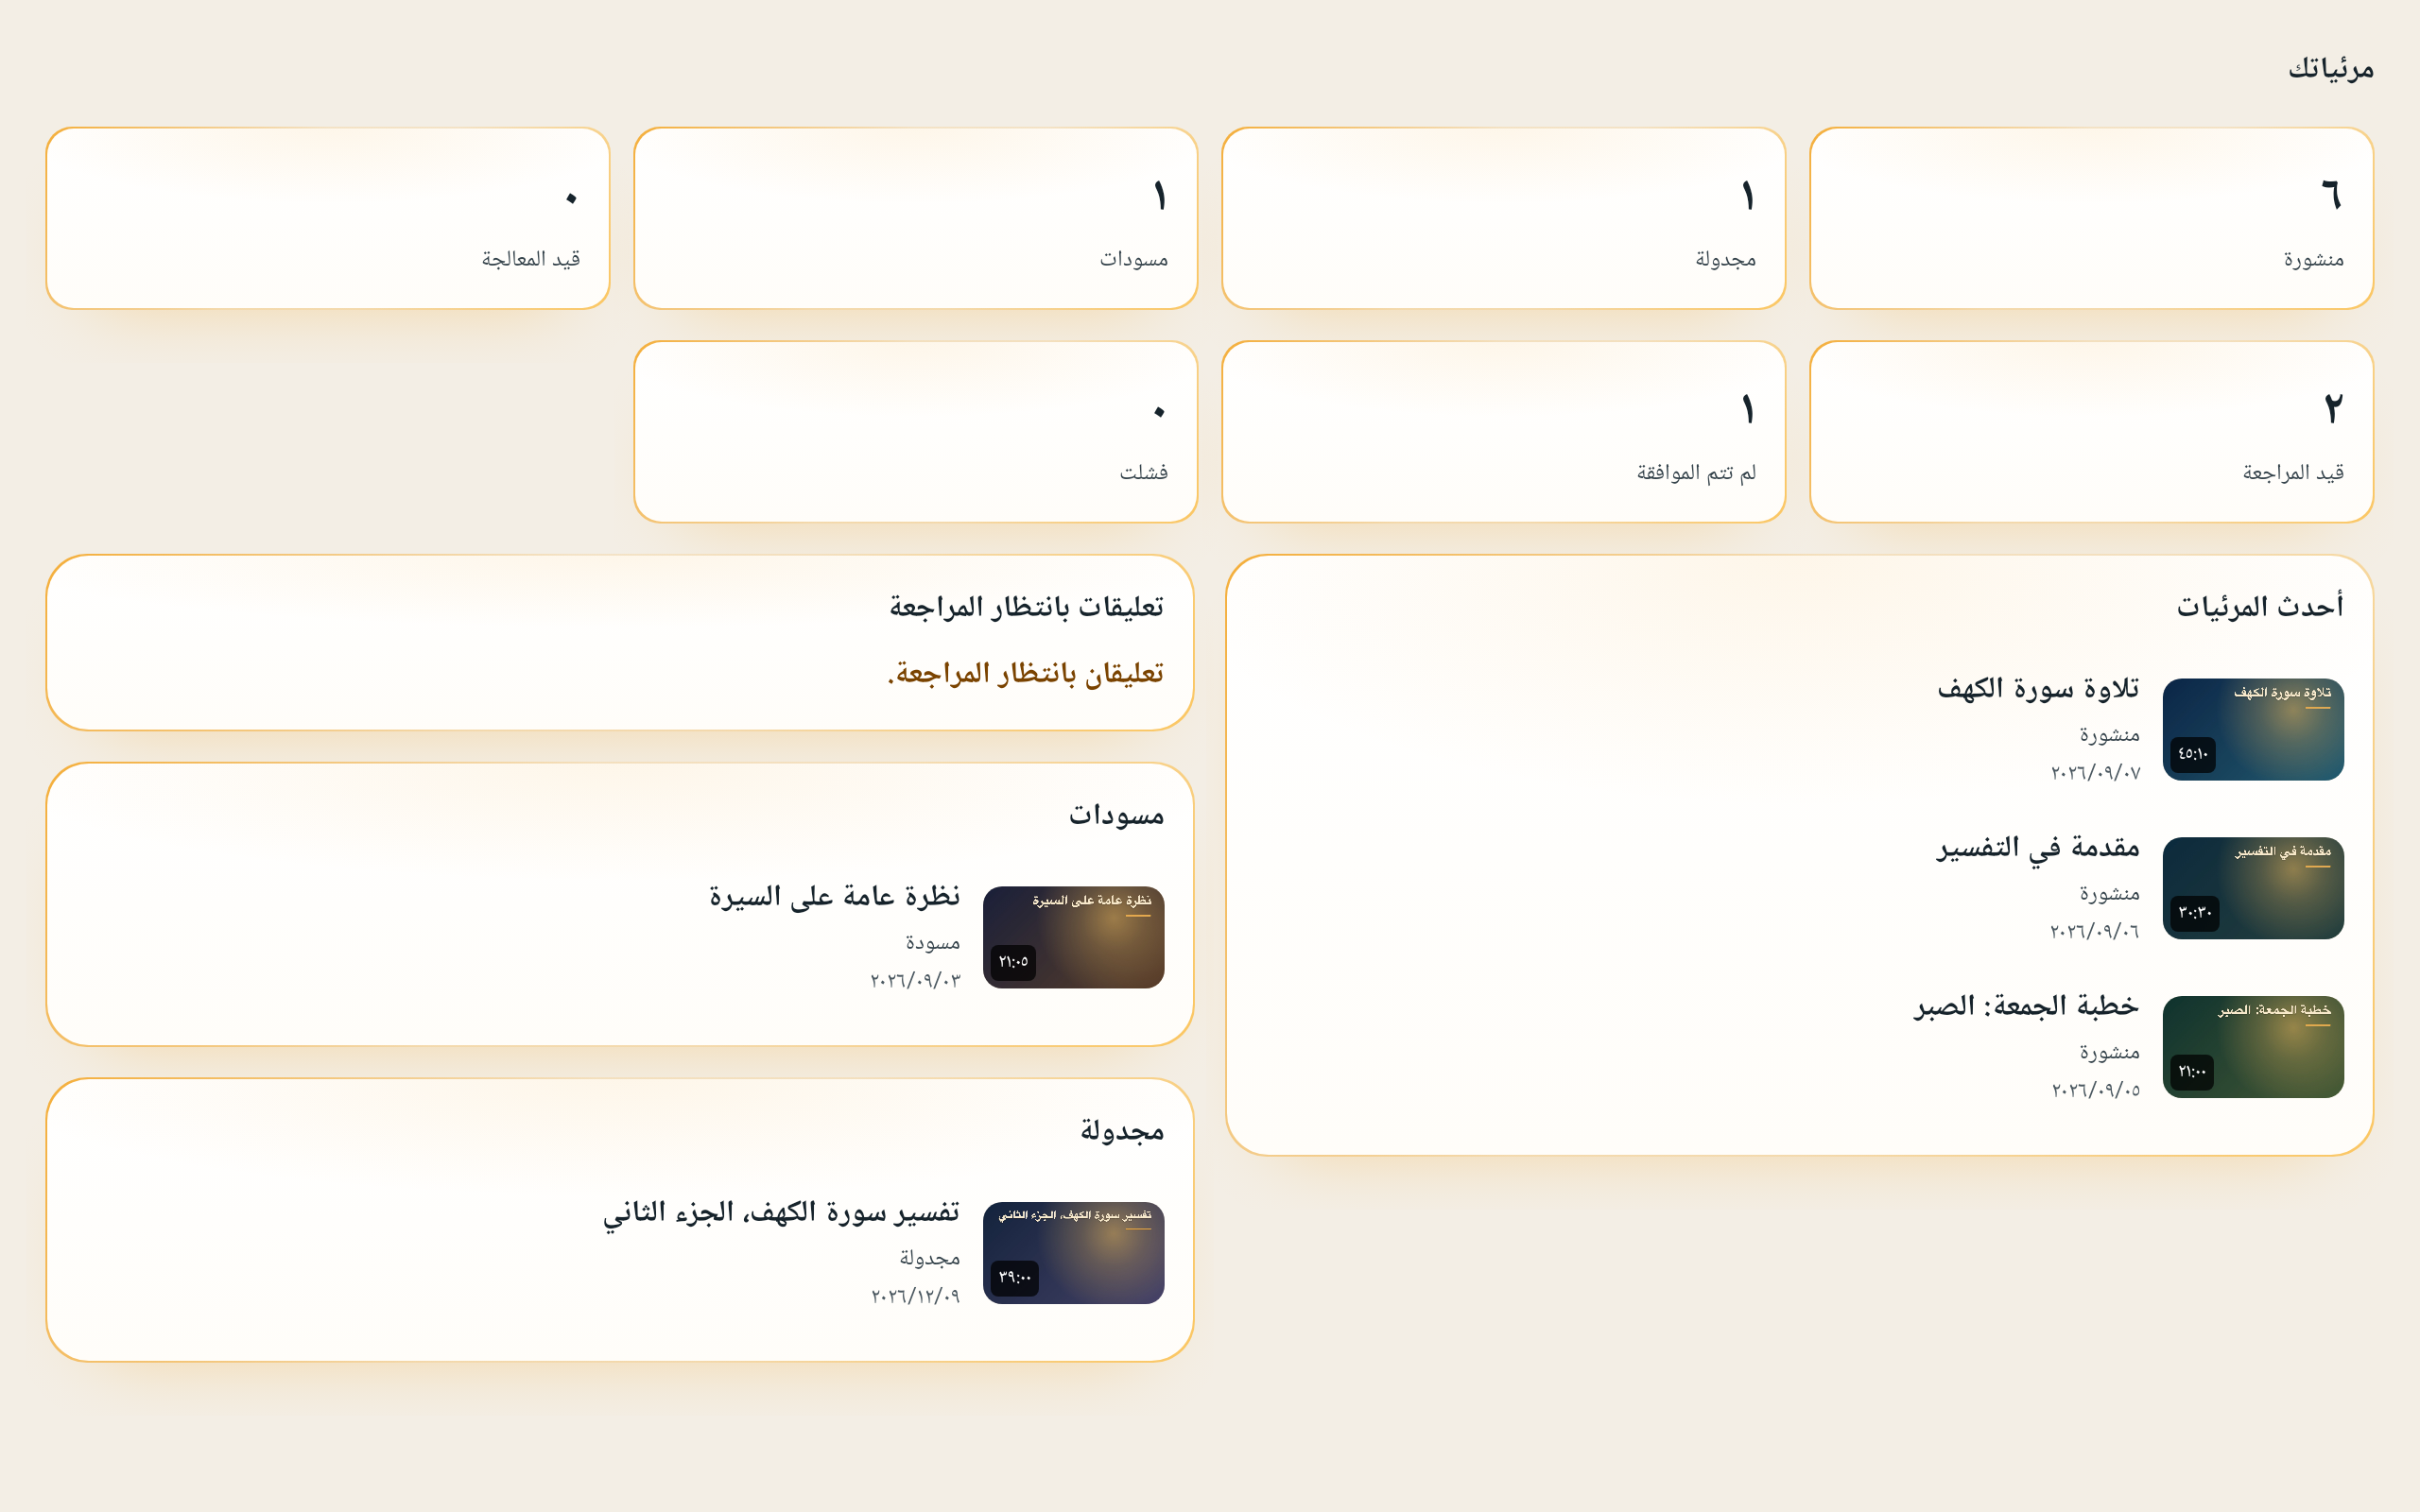 مرئياتك
٦
منشورة
١
مجدولة
١
مسودات
٠
قيد المعالجة
٢
قيد المراجعة
١
لم تتم الموافقة
٠
فشلت
أحدث المرئيات
تلاوة سورة الكهف
٤٥:١٠
تلاوة سورة الكهف
منشورة
٢٠٢٦/٠٩/٠٧
مقدمة في التفسير
٣٠:٣٠
مقدمة في التفسير
منشورة
٢٠٢٦/٠٩/٠٦
خطبة الجمعة: الصبر
٢١:٠٠
خطبة الجمعة: الصبر
منشورة
٢٠٢٦/٠٩/٠٥
تعليقات بانتظار المراجعة
تعليقان بانتظار المراجعة.
مسودات
نظرة عامة على السيرة
٢١:٠٥
نظرة عامة على السيرة
مسودة
٢٠٢٦/٠٩/٠٣
مجدولة
تفسير سورة الكهف، الجزء الثاني
٣٩:٠٠
تفسير سورة الكهف، الجزء الثاني
مجدولة
٢٠٢٦/١٢/٠٩